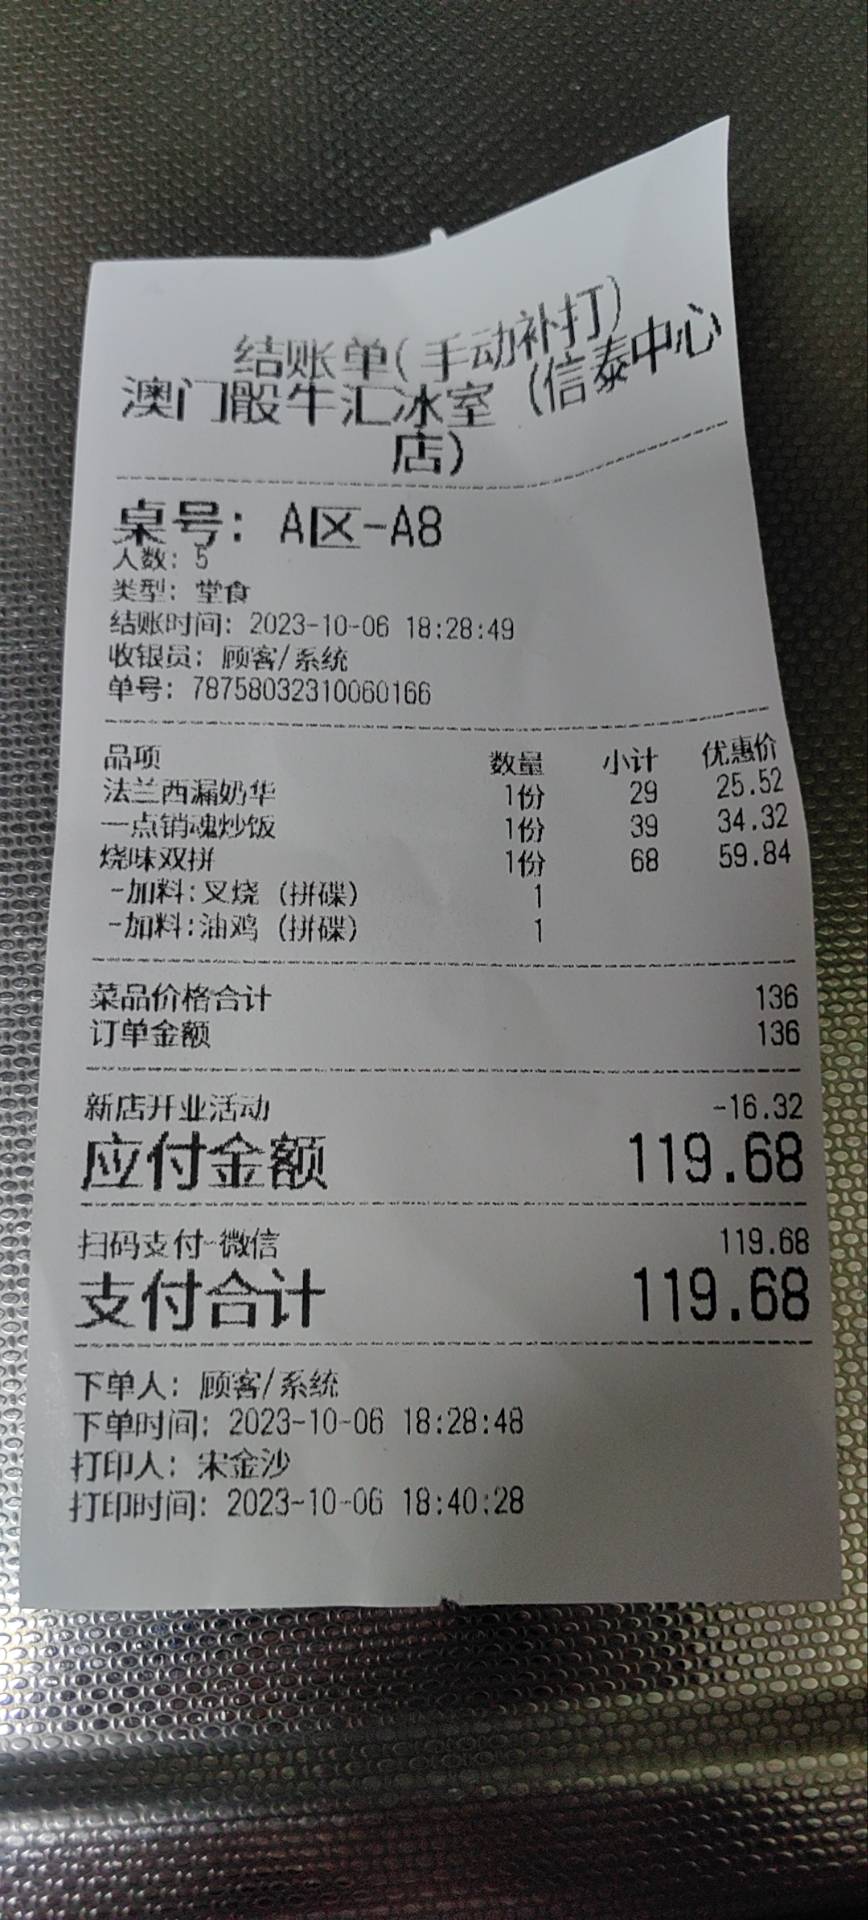 结账单(手动补打)
澳门骰牛汇冰室（信泰中心
店）
桌号：A区-A8
人数：5
类型：堂食
结账时间：2023-10-06 18:28:49
收银员：顾客/系统
单号：78758032310060166
品项 数量 小计 优惠价
法兰西漏奶华 1份 29 25.52
一点销魂炒饭 1份 39 34.32
烧味双拼 1份 68 59.84
-加料:叉烧（拼碟） 1
-加料:油鸡（拼碟） 1
菜品价格合计 136
订单金额 136
新店开业活动 -16.32
应付金额 119.68
扫码支付-微信 119.68
支付合计 119.68
下单人：顾客/系统
下单时间：2023-10-06 18:28:48
打印人：宋金沙
打印时间：2023-10-06 18:40:28